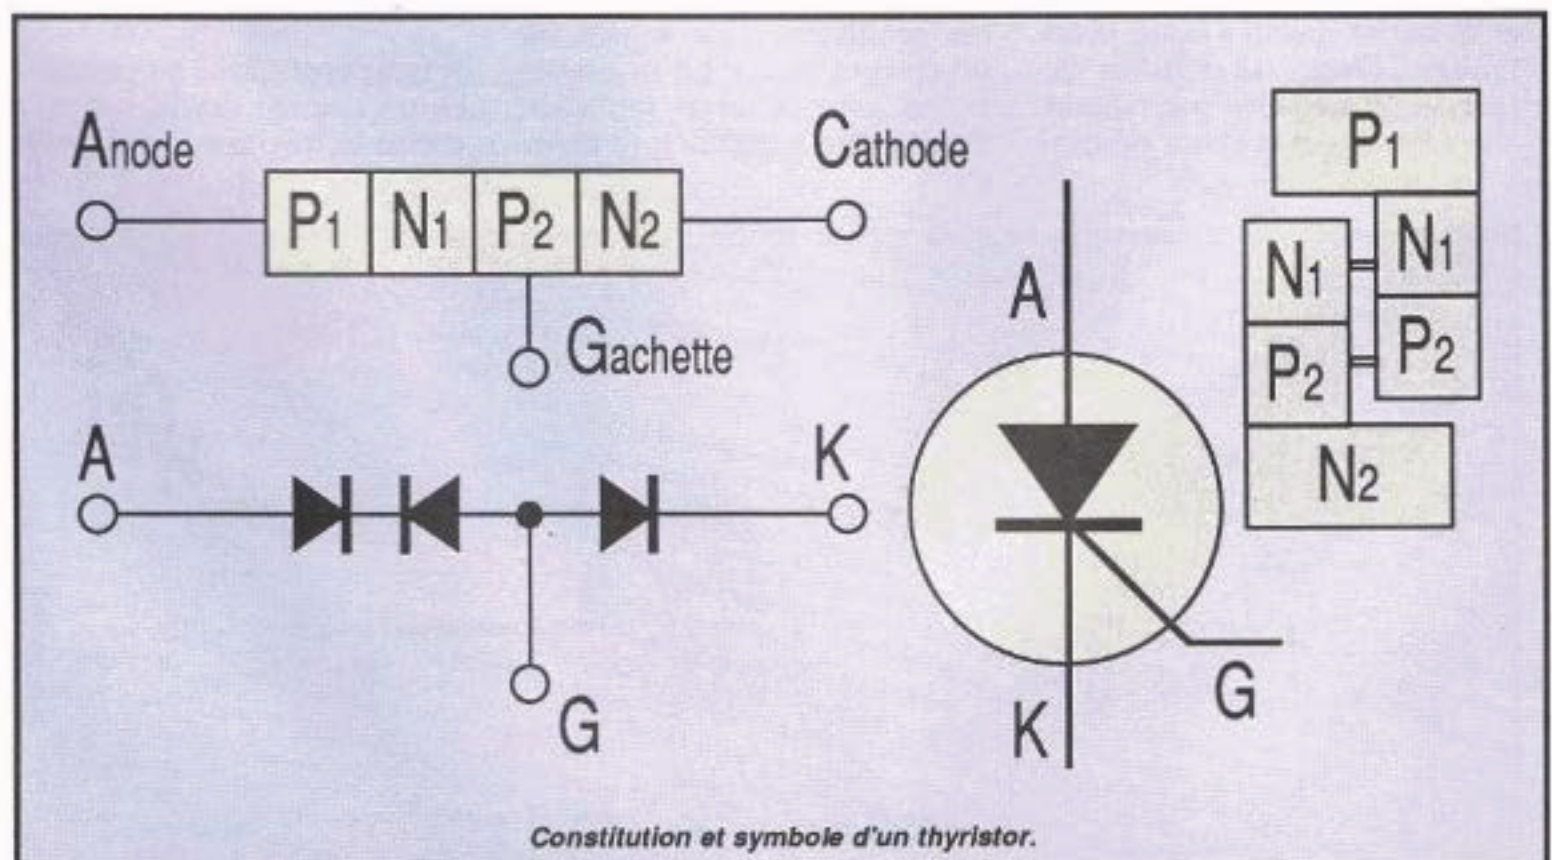 Anode
Cathode
P1 N1 P2 N2
Gachette
A
K
G
A
K
G
P1
N1
N1
P2
P2
N2
Constitution et symbole d'un thyristor.